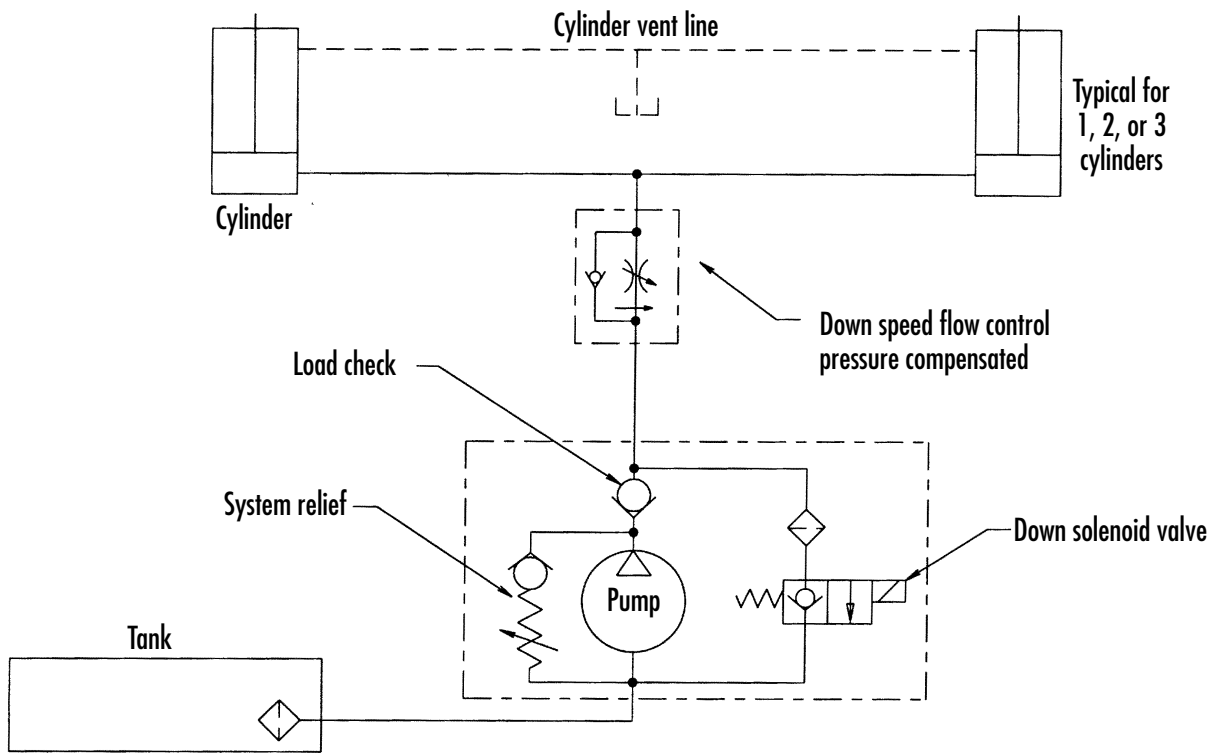 Cylinder vent line
Typical for
1, 2, or 3
cylinders
Cylinder
Down speed flow control
pressure compensated
Load check
System relief
Down solenoid valve
Pump
Tank